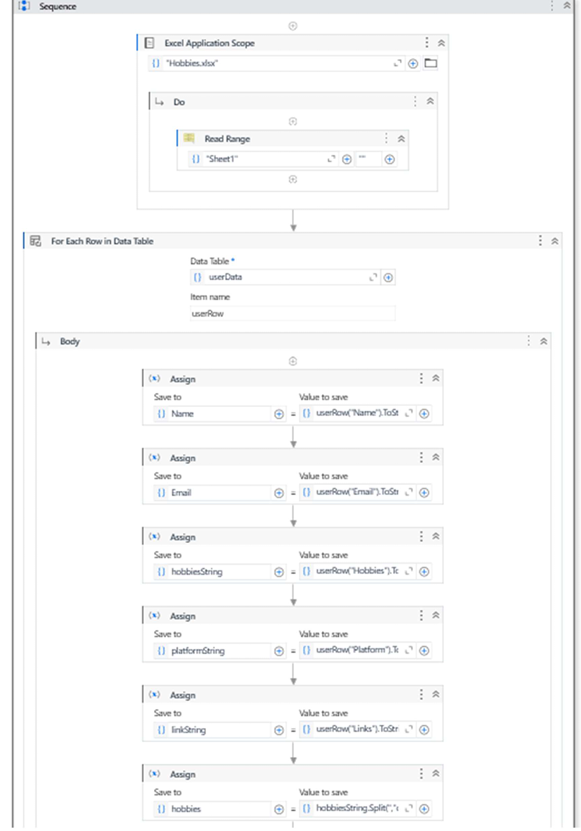 Sequence
Excel Application Scope
"Hobbies.xlsx"
Do
Read Range
"Sheet1" ""
For Each Row in Data Table
Data Table *
userData
Item name
userRow
Body
Assign
Save to Value to save
Name = userRow("Name").ToSt
Assign
Save to Value to save
Email = userRow("Email").ToStr
Assign
Save to Value to save
hobbiesString = userRow("Hobbies").Tc
Assign
Save to Value to save
platformString = userRow("Platform").Tc
Assign
Save to Value to save
linkString = userRow("Links").ToStr
Assign
Save to Value to save
hobbies = hobbiesString.Split(","c